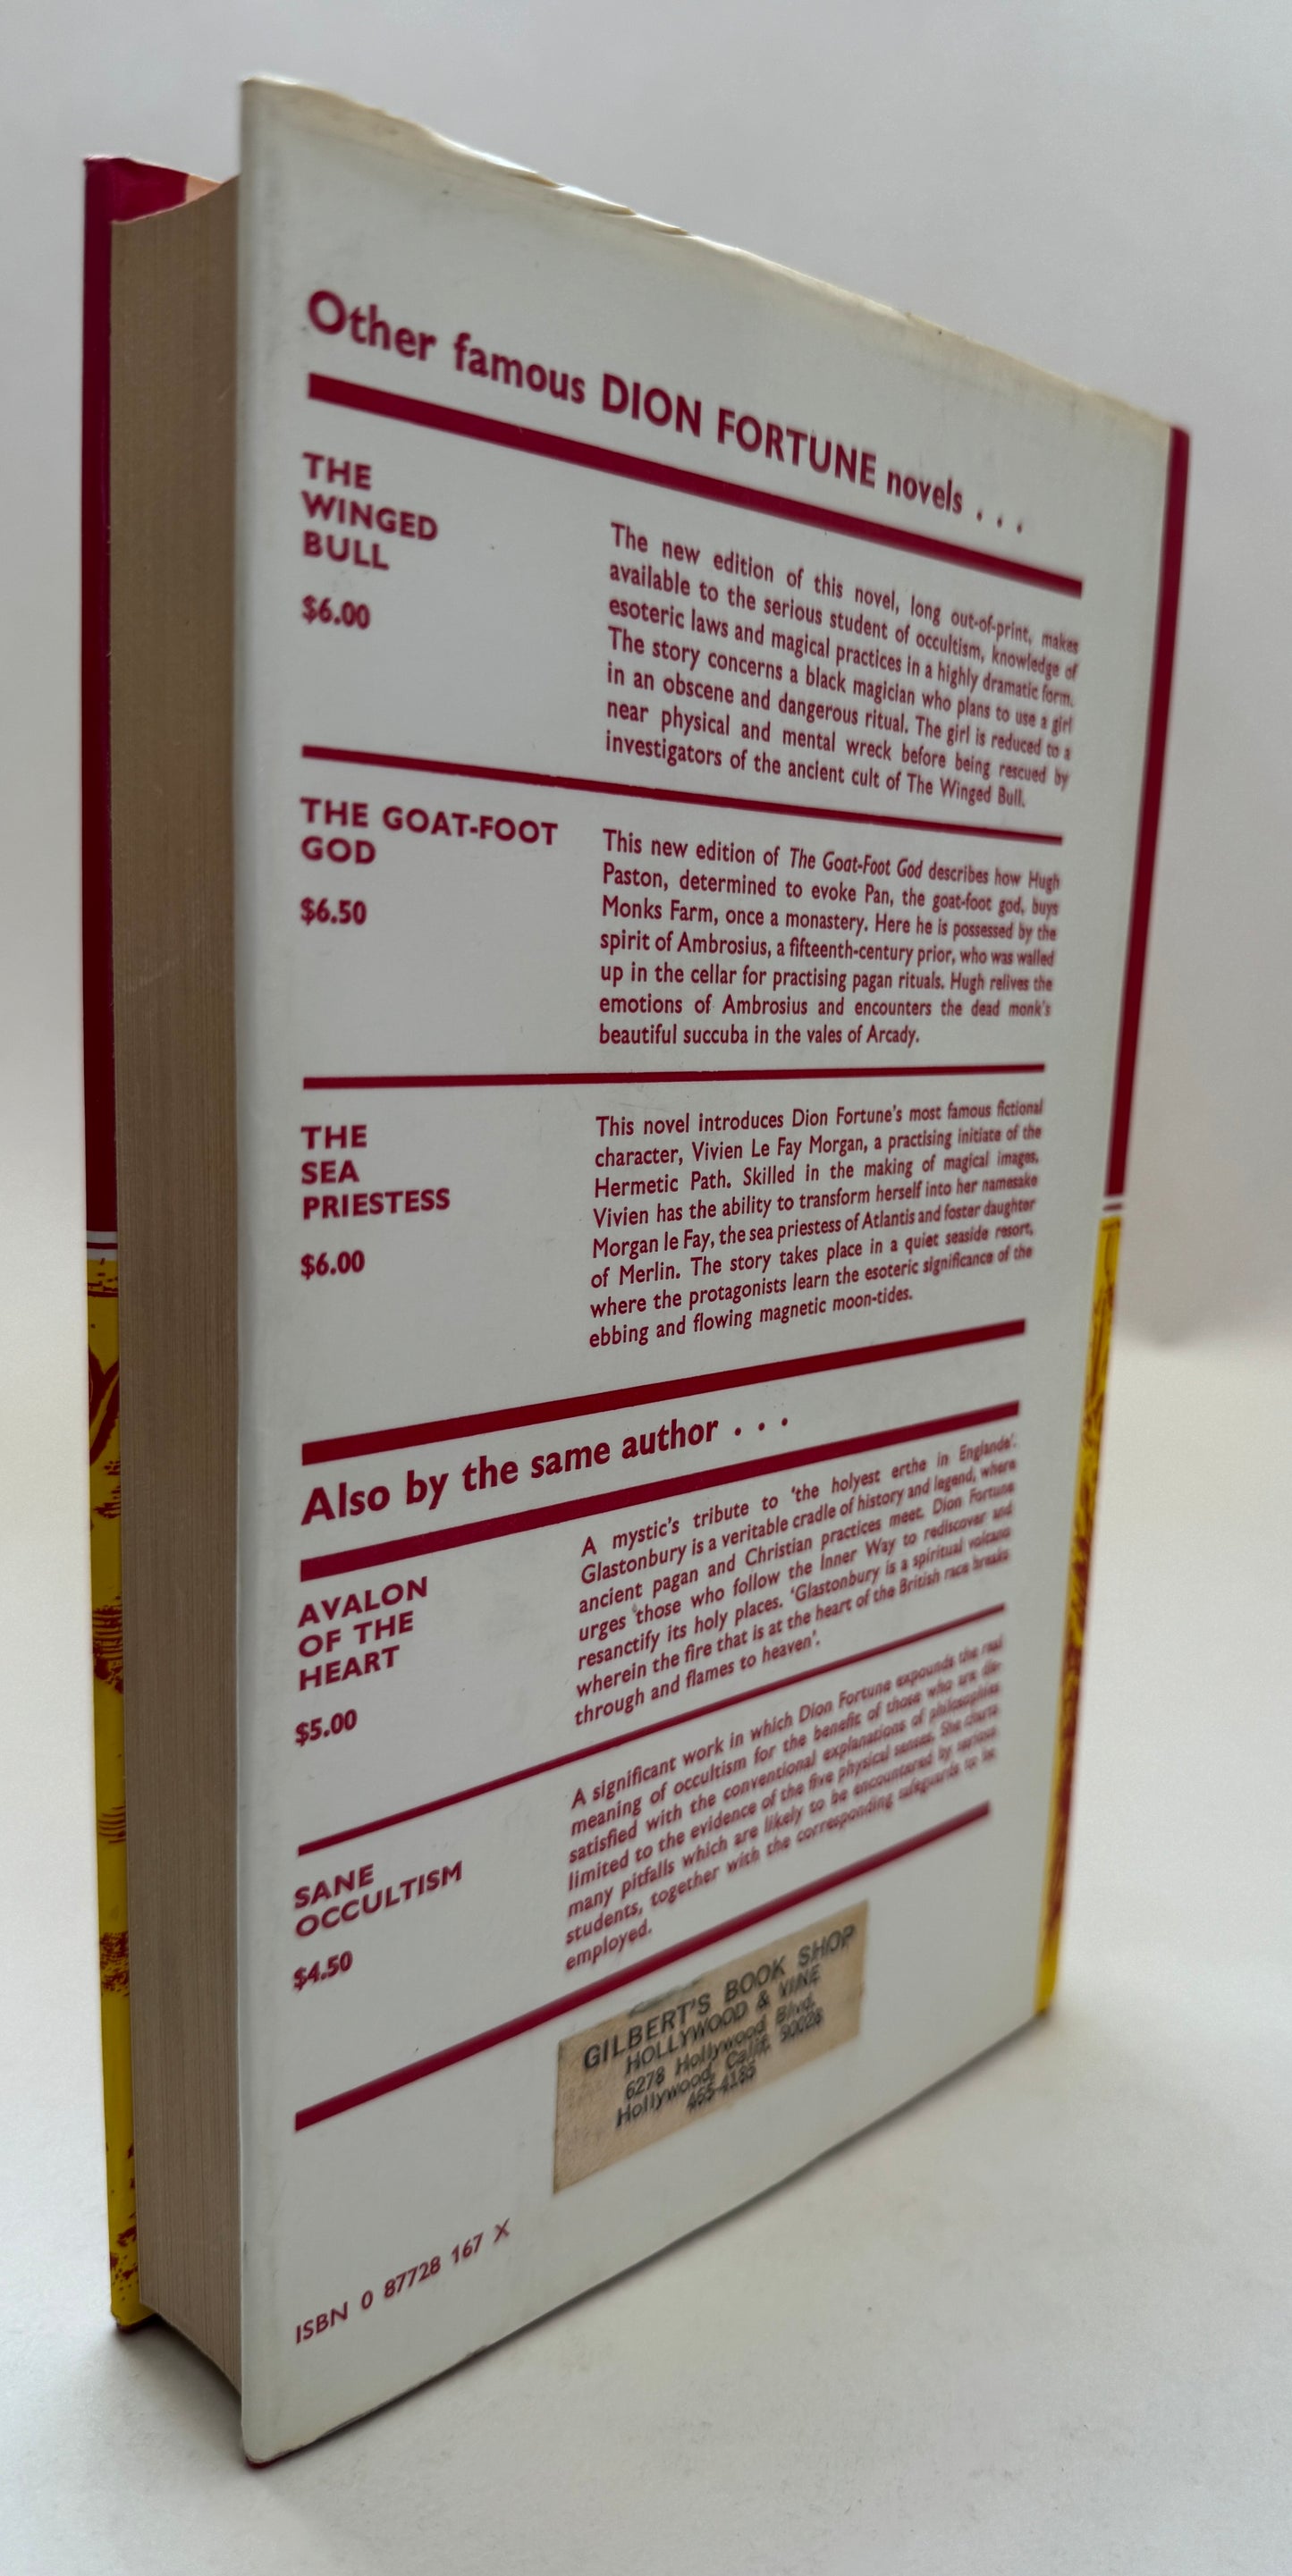 Other famous DION FORTUNE novels . . .
THE
WINGED
BULL
$6.00
The new edition of this novel, long out-of-print, makes
available to the serious student of occultism, knowledge of
esoteric laws and magical practices in a highly dramatic form.
The story concerns a black magician who plans to use a girl
in an obscene and dangerous ritual. The girl is reduced to a
near physical and mental wreck before being rescued by
investigators of the ancient cult of The Winged Bull.
THE GOAT-FOOT
GOD
$6.50
This new edition of The Goat-Foot God describes how Hugh
Paston, determined to evoke Pan, the goat-foot god, buys
Monks Farm, once a monastery. Here he is possessed by the
spirit of Ambrosius, a fifteenth-century prior, who was walled
up in the cellar for practising pagan rituals. Hugh relives the
emotions of Ambrosius and encounters the dead monk's
beautiful succuba in the vales of Arcady.
THE
SEA
PRIESTESS
$6.00
This novel introduces Dion Fortune's most famous fictional
character, Vivien Le Fay Morgan, a practising initiate of the
Hermetic Path. Skilled in the making of magical images,
Vivien has the ability to transform herself into her namesake
Morgan le Fay, the sea priestess of Atlantis and foster daughter
of Merlin. The story takes place in a quiet seaside resort,
where the protagonists learn the esoteric significance of the
ebbing and flowing magnetic moon-tides.
Also by the same author . . .
AVALON
OF THE
HEART
$5.00
A mystic's tribute to 'the holyest erthe in Englande'.
Glastonbury is a veritable cradle of history and legend, where
ancient pagan and Christian practices meet. Dion Fortune
urges 'those who follow the Inner Way to rediscover and
resanctify its holy places. 'Glastonbury is a spiritual volcano
wherein the fire that is at the heart of the British race breaks
through and flames to heaven'.
SANE
OCCULTISM
$4.50
A significant work in which Dion Fortune expounds the real
meaning of occultism for the benefit of those who are dis-
satisfied with the conventional explanations of philosophies
limited to the evidence of the five physical senses. She charts
many pitfalls which are likely to be encountered by serious
students, together with the corresponding safeguards to be
employed.
GILBERT'S BOOK SHOP
HOLLYWOOD & VINE
6278 Hollywood Blvd.
Hollywood, Calif. 90028
465-4185
ISBN 0 87728 167 X